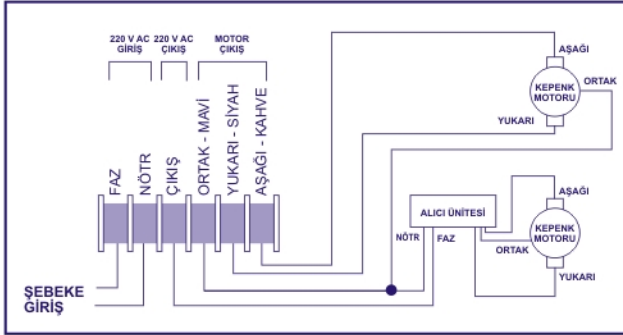 220 V AC
GİRİŞ
220 V AC
ÇIKIŞ
MOTOR
ÇIKIŞ
FAZ
NÖTR
ÇIKIŞ
ORTAK - MAVİ
YUKARI - SİYAH
AŞAĞI - KAHVE
ŞEBEKE
GİRİŞ
AŞAĞI
KEPENK
MOTORU
ORTAK
YUKARI
ALICI ÜNİTESİ
NÖTR
FAZ
AŞAĞI
KEPENK
MOTORU
ORTAK
YUKARI